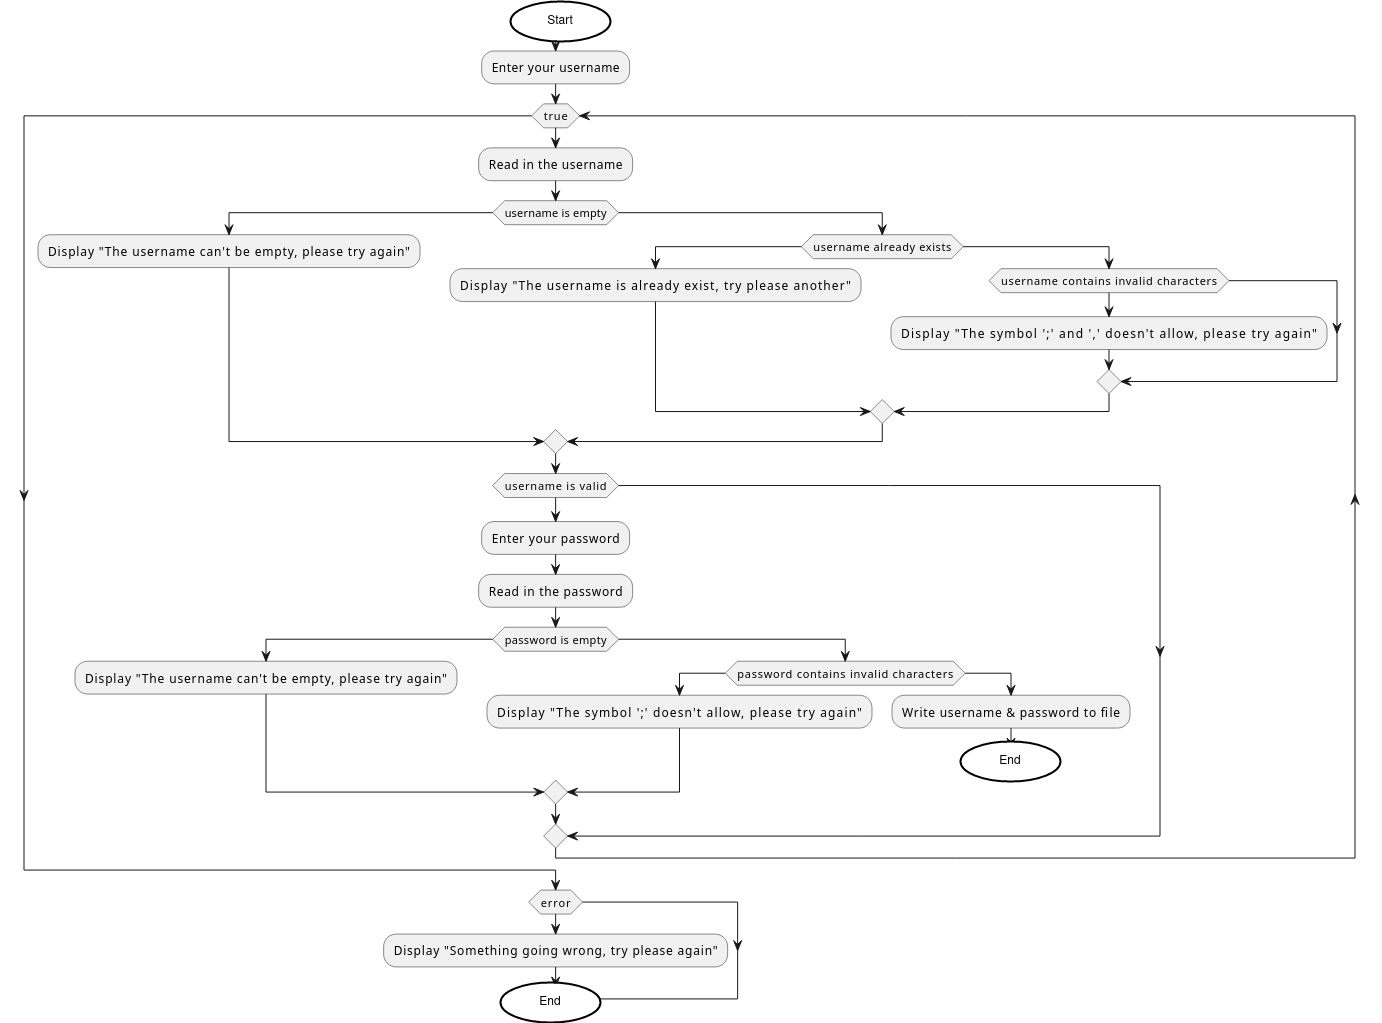 Start
Enter your username
true
Read in the username
username is empty
Display "The username can't be empty, please try again"
username already exists
Display "The username is already exist, try please another"
username contains invalid characters
Display "The symbol ';' and ',' doesn't allow, please try again"
username is valid
Enter your password
Read in the password
password is empty
Display "The username can't be empty, please try again"
password contains invalid characters
Display "The symbol ';' doesn't allow, please try again"
Write username & password to file
End
error
Display "Something going wrong, try please again"
End